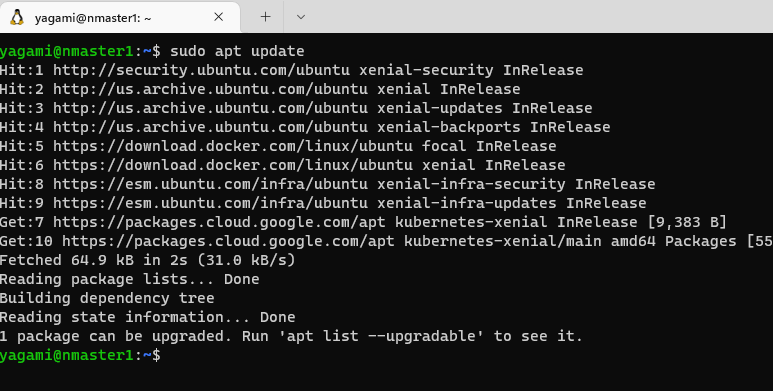 yagami@nmaster1: ~
yagami@nmaster1:~$ sudo apt update
Hit:1 http://security.ubuntu.com/ubuntu xenial-security InRelease
Hit:2 http://us.archive.ubuntu.com/ubuntu xenial InRelease
Hit:3 http://us.archive.ubuntu.com/ubuntu xenial-updates InRelease
Hit:4 http://us.archive.ubuntu.com/ubuntu xenial-backports InRelease
Hit:5 https://download.docker.com/linux/ubuntu focal InRelease
Hit:6 https://download.docker.com/linux/ubuntu xenial InRelease
Hit:8 https://esm.ubuntu.com/infra/ubuntu xenial-infra-security InRelease
Hit:9 https://esm.ubuntu.com/infra/ubuntu xenial-infra-updates InRelease
Get:7 https://packages.cloud.google.com/apt kubernetes-xenial InRelease [9,383 B]
Get:10 https://packages.cloud.google.com/apt kubernetes-xenial/main amd64 Packages [55
Fetched 64.9 kB in 2s (31.0 kB/s)
Reading package lists... Done
Building dependency tree
Reading state information... Done
1 package can be upgraded. Run 'apt list --upgradable' to see it.
yagami@nmaster1:~$